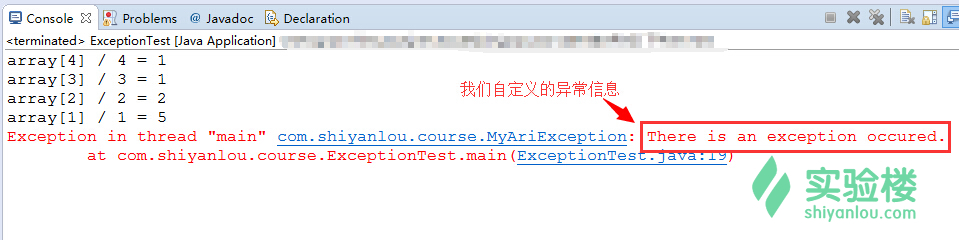 Console Problems @ Javadoc Declaration
<terminated> ExceptionTest [Java Application]
array[4] / 4 = 1
array[3] / 3 = 1
array[2] / 2 = 2
array[1] / 1 = 5
我们自定义的异常信息
Exception in thread "main" com.shiyanlou.course.MyAriException: There is an exception occured.
at com.shiyanlou.course.ExceptionTest.main(ExceptionTest.java:19)
实验楼
shiyanlou.com